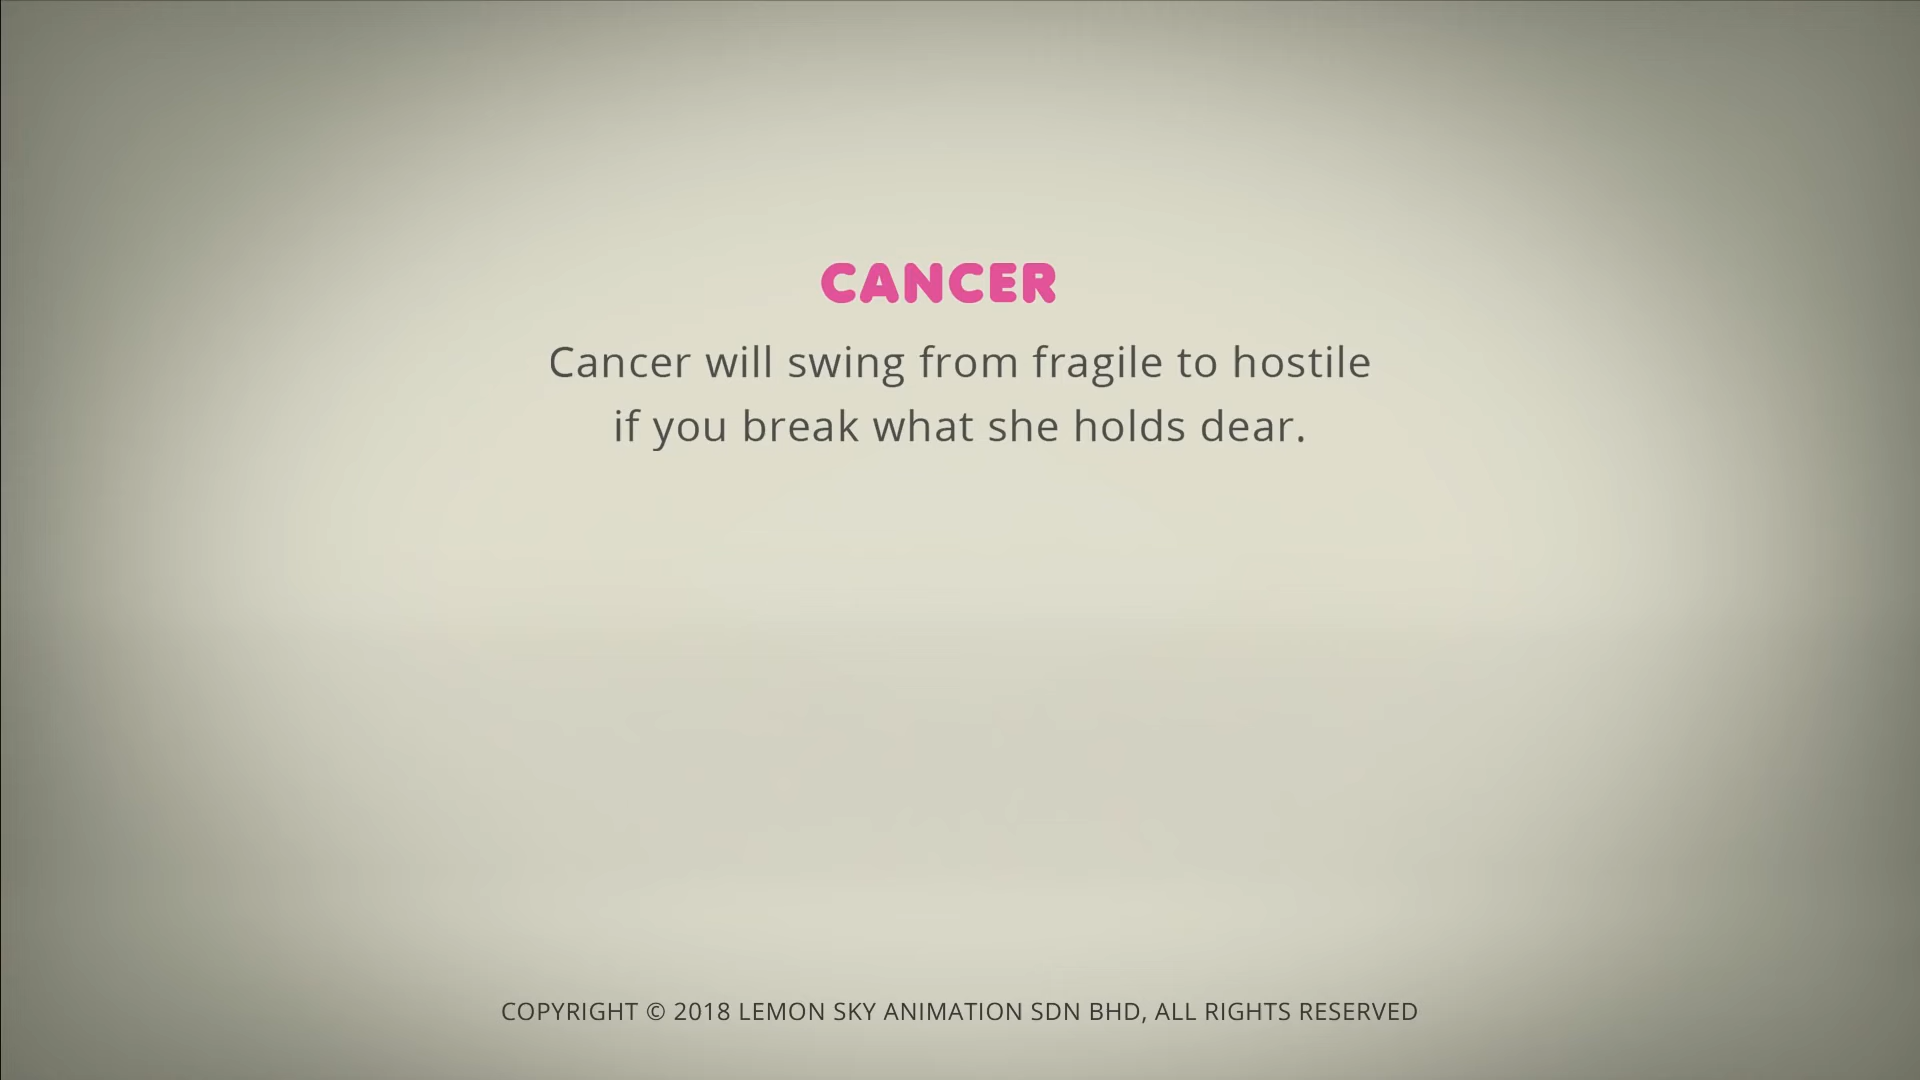 CANCER
Cancer will swing from fragile to hostile
if you break what she holds dear.
COPYRIGHT © 2018 LEMON SKY ANIMATION SDN BHD, ALL RIGHTS RESERVED